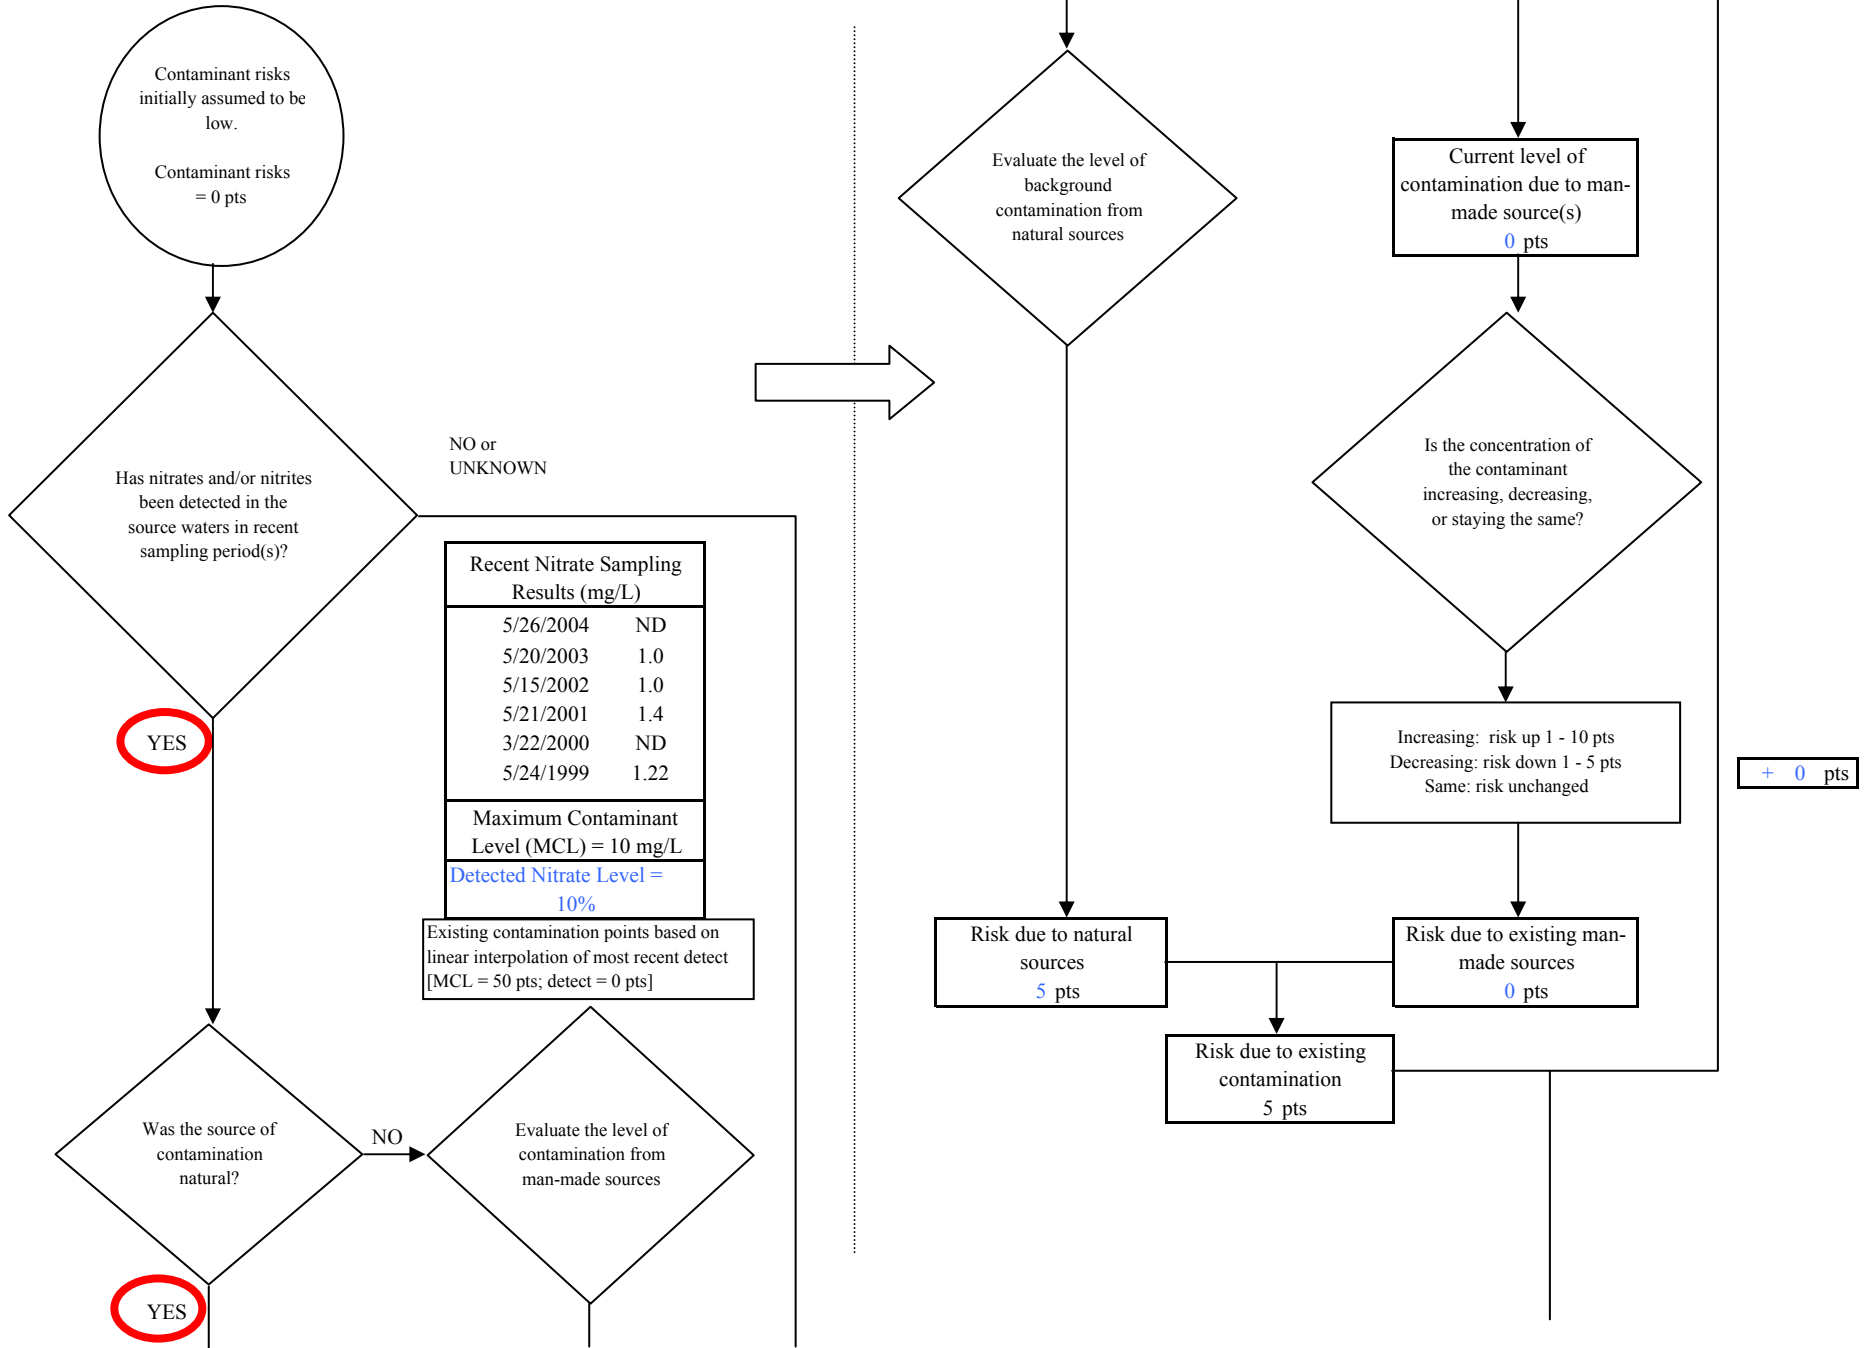 Contaminant risks
initially assumed to be
low.
Contaminant risks
= 0 pts
Has nitrates and/or nitrites
been detected in the
source waters in recent
sampling period(s)?
NO or
UNKNOWN
YES
Recent Nitrate Sampling
Results (mg/L)
5/26/2004 ND
5/20/2003 1.0
5/15/2002 1.0
5/21/2001 1.4
3/22/2000 ND
5/24/1999 1.22
Maximum Contaminant
Level (MCL) = 10 mg/L
Detected Nitrate Level =
10%
Existing contamination points based on
linear interpolation of most recent detect
[MCL = 50 pts; detect = 0 pts]
Was the source of
contamination
natural?
NO
Evaluate the level of
contamination from
man-made sources
YES
Evaluate the level of
background
contamination from
natural sources
Current level of
contamination due to man-
made source(s)
0 pts
Is the concentration of
the contaminant
increasing, decreasing,
or staying the same?
Increasing: risk up 1 - 10 pts
Decreasing: risk down 1 - 5 pts
Same: risk unchanged
+ 0 pts
Risk due to natural
sources
5 pts
Risk due to existing man-
made sources
0 pts
Risk due to existing
contamination
5 pts